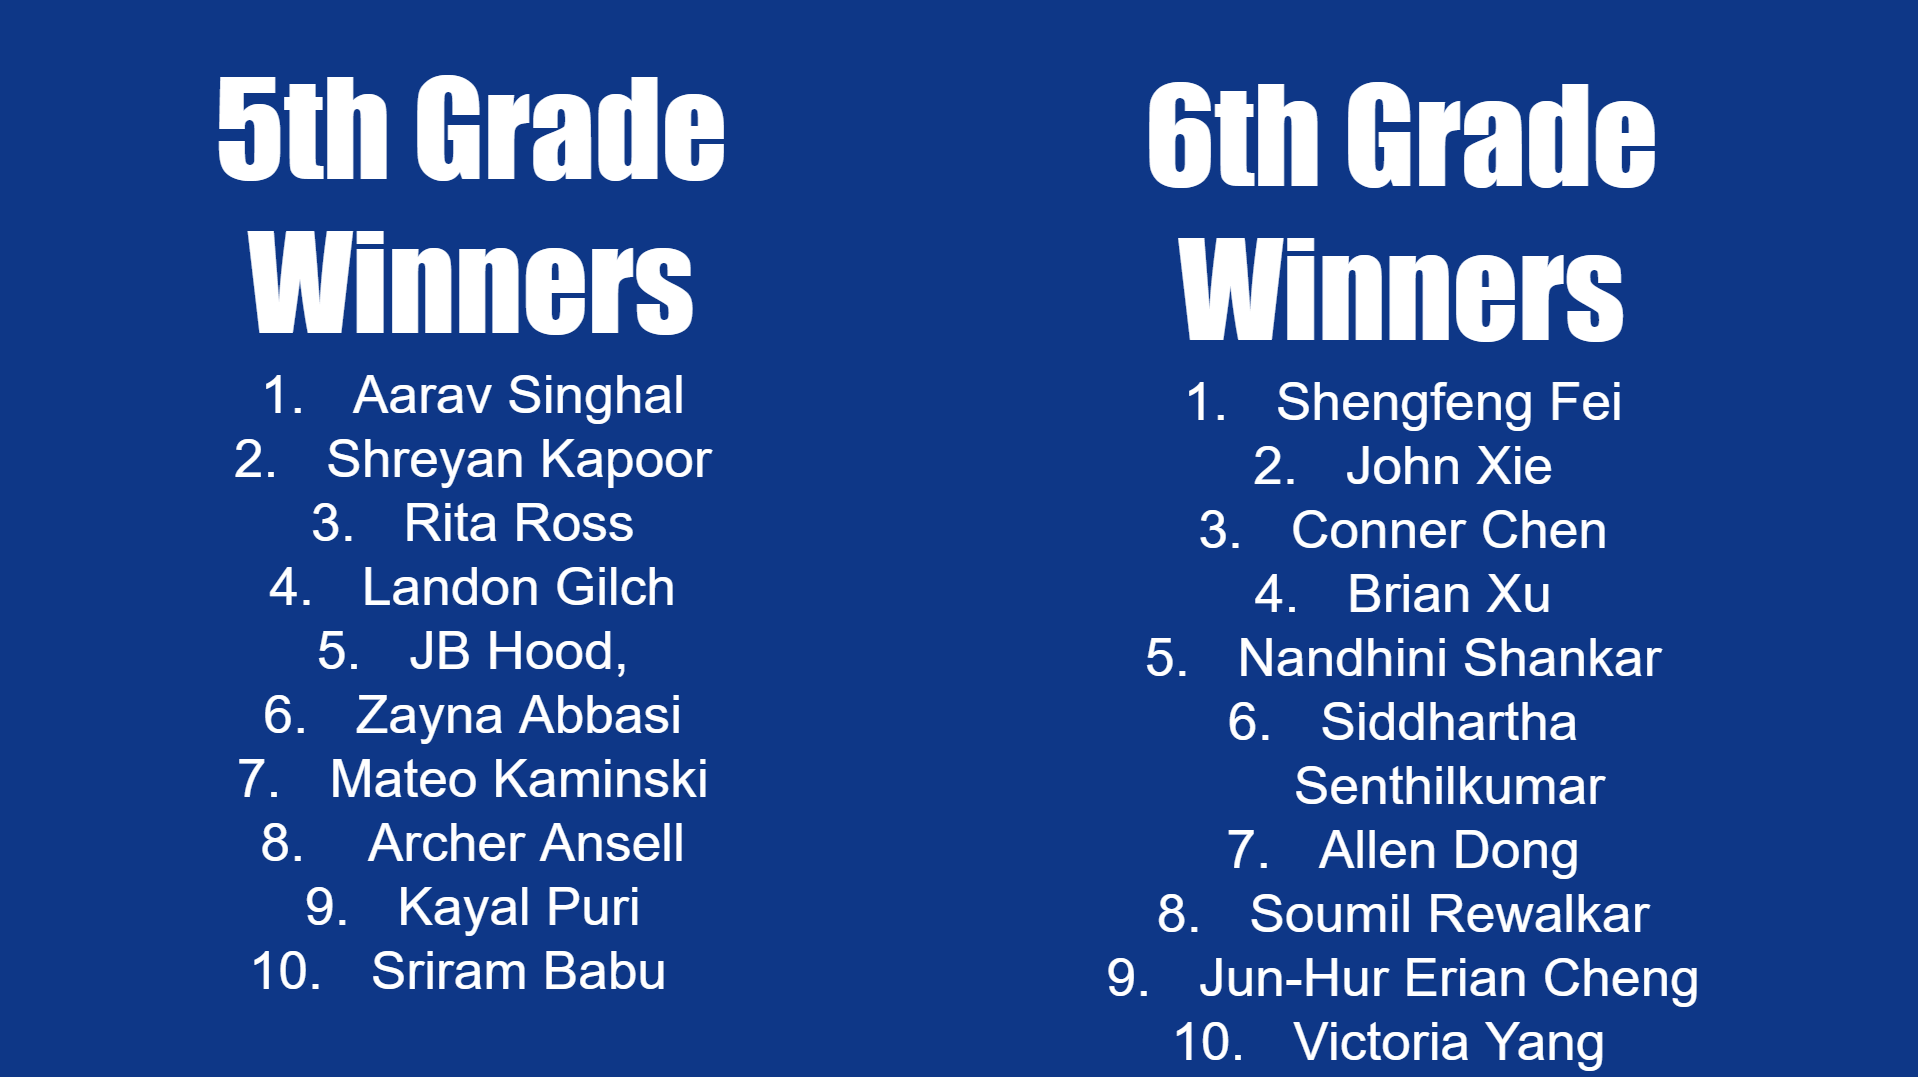 5th Grade
Winners
1. Aarav Singhal
2. Shreyan Kapoor
3. Rita Ross
4. Landon Gilch
5. JB Hood,
6. Zayna Abbasi
7. Mateo Kaminski
8. Archer Ansell
9. Kayal Puri
10. Sriram Babu
6th Grade
Winners
1. Shengfeng Fei
2. John Xie
3. Conner Chen
4. Brian Xu
5. Nandhini Shankar
6. Siddhartha
Senthilkumar
7. Allen Dong
8. Soumil Rewalkar
9. Jun-Hur Erian Cheng
10. Victoria Yang